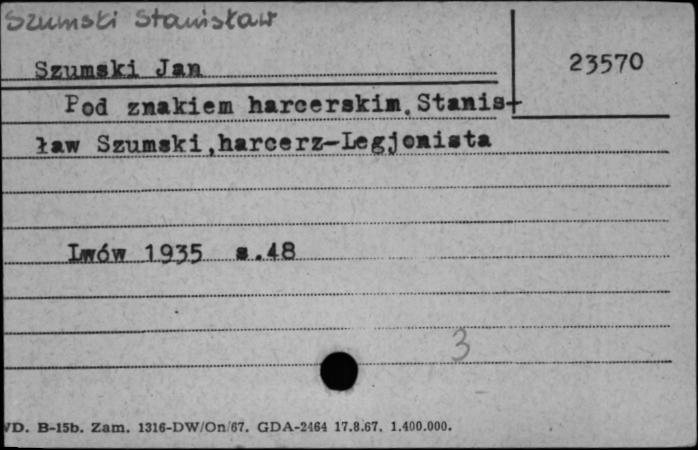 Szumski Stanisław
Szumski Jan
23570
Pod znakiem harcerskim.Stanis-
ław Szumski,harcerz-Legjonista
Lwów 1935 s.48
3
WD. B-15b. Zam. 1316-DW/On/67. GDA-2464 17.8.67. 1.400.000.